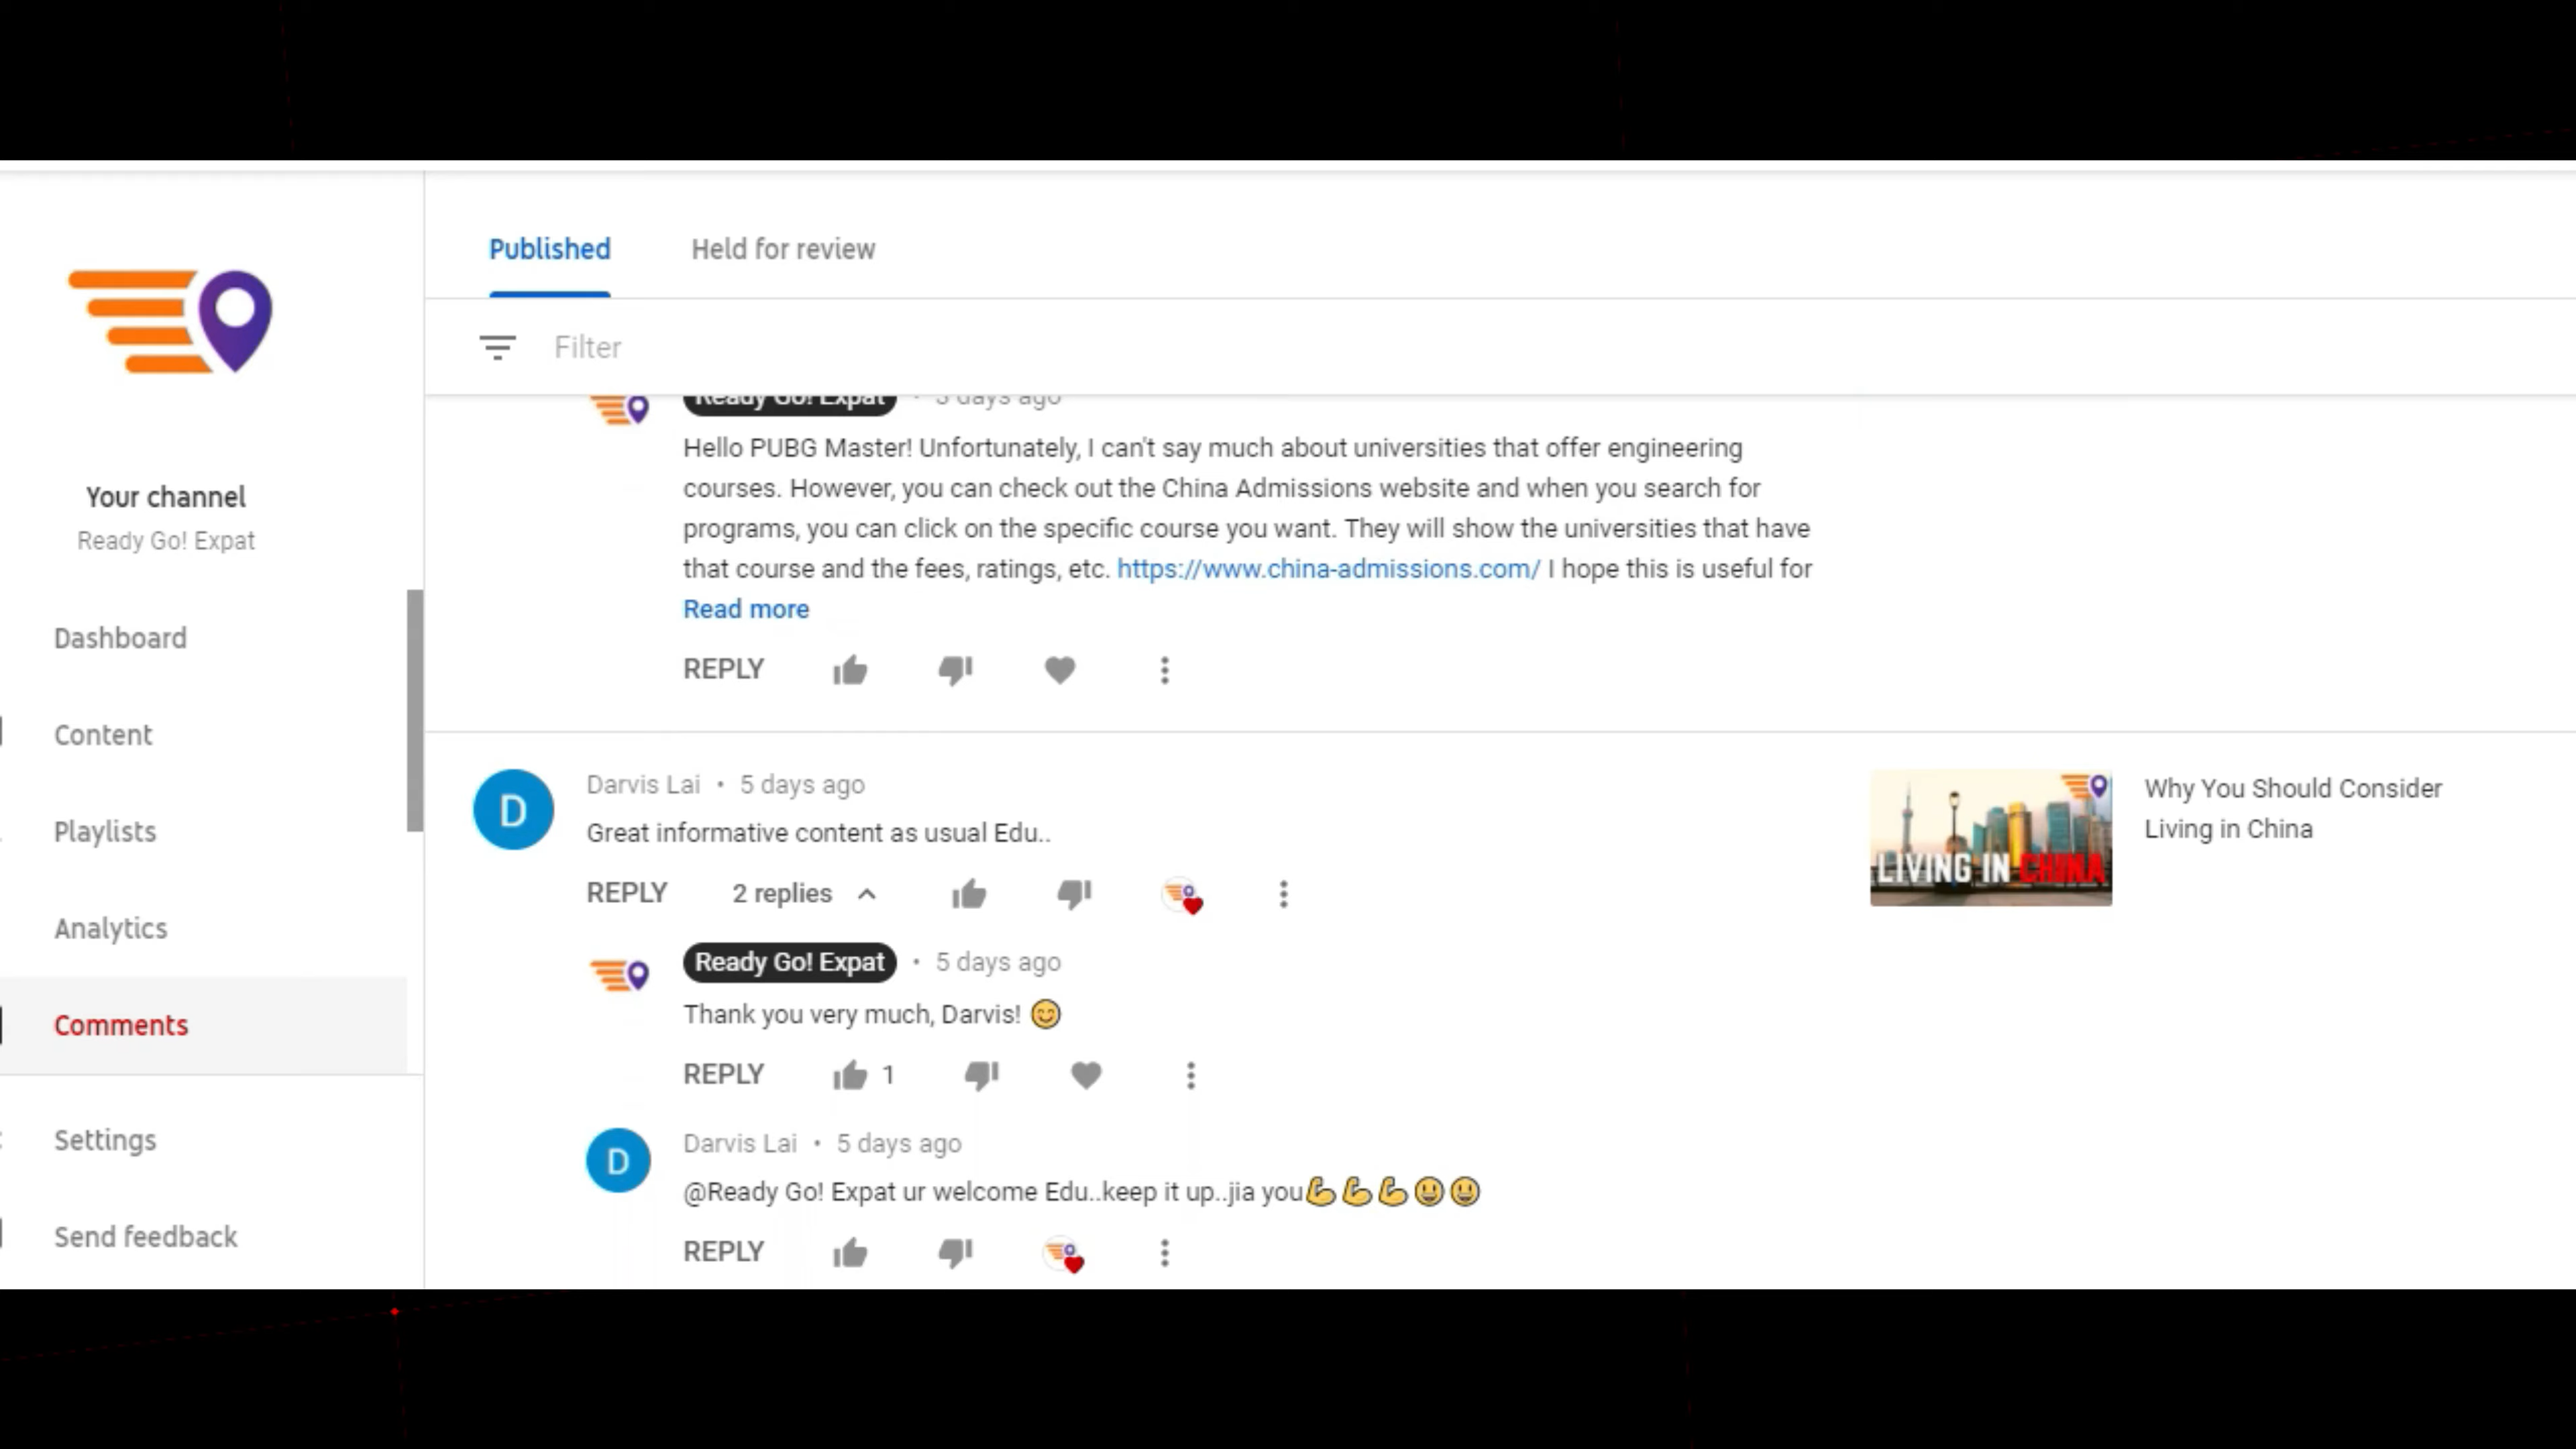 Published Held for review
Filter
Your channel
Ready Go! Expat
Dashboard
Content
Playlists
Analytics
Comments
Settings
Send feedback
Ready Go! Expat • 5 days ago
Hello PUBG Master! Unfortunately, I can't say much about universities that offer engineering
courses. However, you can check out the China Admissions website and when you search for
programs, you can click on the specific course you want. They will show the universities that have
that course and the fees, ratings, etc. https://www.china-admissions.com/ I hope this is useful for
Read more
REPLY
D
Darvis Lai • 5 days ago
Great informative content as usual Edu..
REPLY 2 replies
LIVING IN CHINA
Why You Should Consider
Living in China
Ready Go! Expat • 5 days ago
Thank you very much, Darvis! 😊
REPLY 1
D
Darvis Lai • 5 days ago
@Ready Go! Expat ur welcome Edu..keep it up..jia you💪💪💪😃😃
REPLY